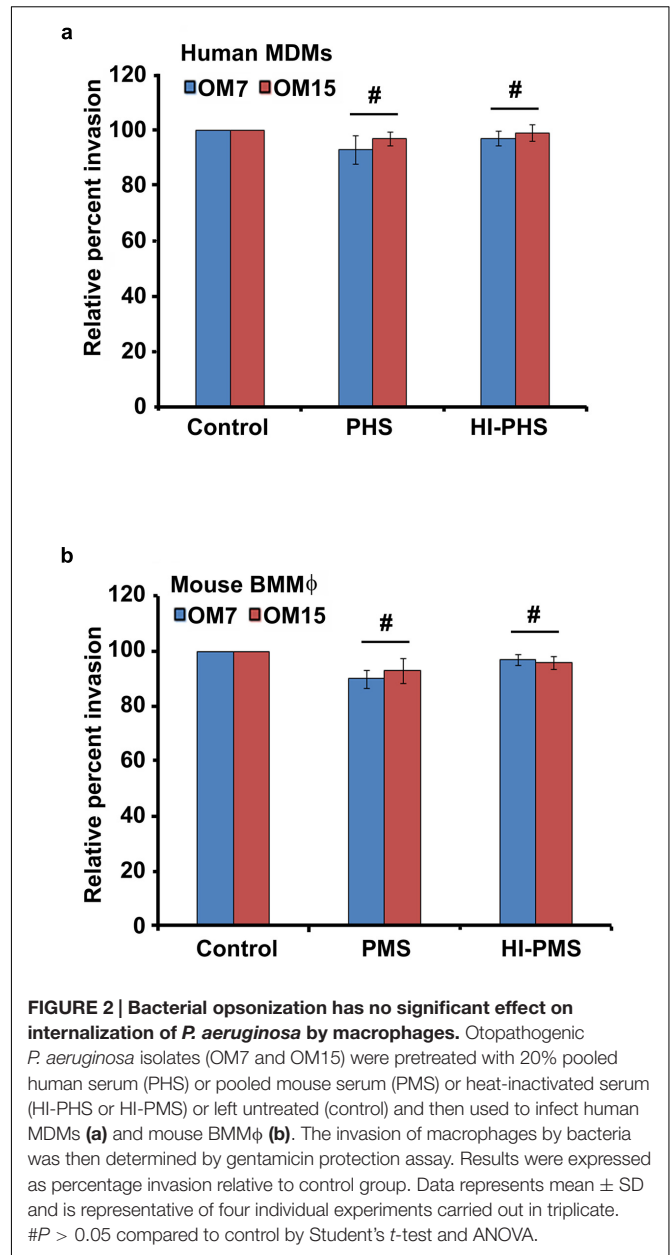 a
Human MDMs
OM7 OM15
120
100
80
60
40
20
0
Relative percent invasion
# #
Control PHS HI-PHS
b
Mouse BMMϕ
OM7 OM15
120
100
80
60
40
20
0
Relative percent invasion
# #
Control PMS HI-PMS
FIGURE 2 | Bacterial opsonization has no significant effect on
internalization of P. aeruginosa by macrophages. Otopathogenic
P. aeruginosa isolates (OM7 and OM15) were pretreated with 20% pooled
human serum (PHS) or pooled mouse serum (PMS) or heat-inactivated serum
(HI-PHS or HI-PMS) or left untreated (control) and then used to infect human
MDMs (a) and mouse BMMϕ (b). The invasion of macrophages by bacteria
was then determined by gentamicin protection assay. Results were expressed
as percentage invasion relative to control group. Data represents mean ± SD
and is representative of four individual experiments carried out in triplicate.
#P > 0.05 compared to control by Student's t-test and ANOVA.